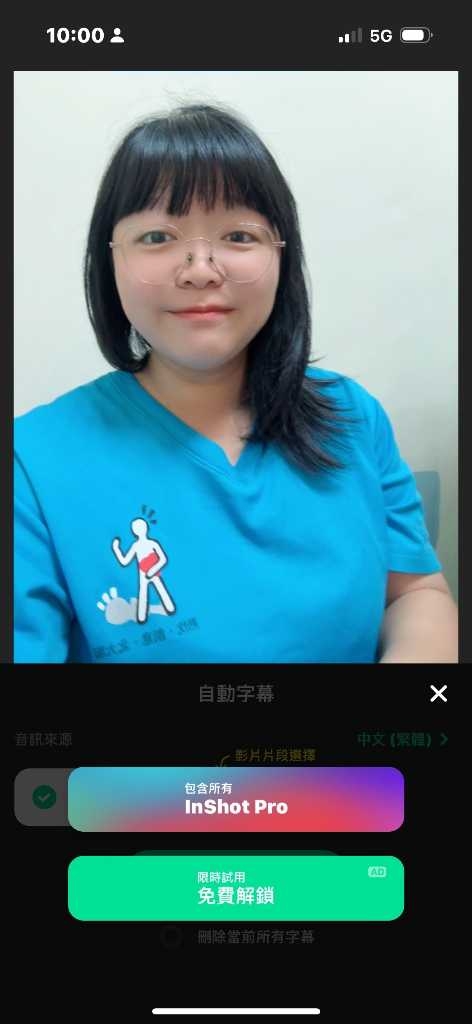 10:00
5G
自動字幕
音訊來源
中文 (繁體)
影片片段選擇
包含所有
InShot Pro
限時試用
免費解鎖
AD
刪除當前所有字幕